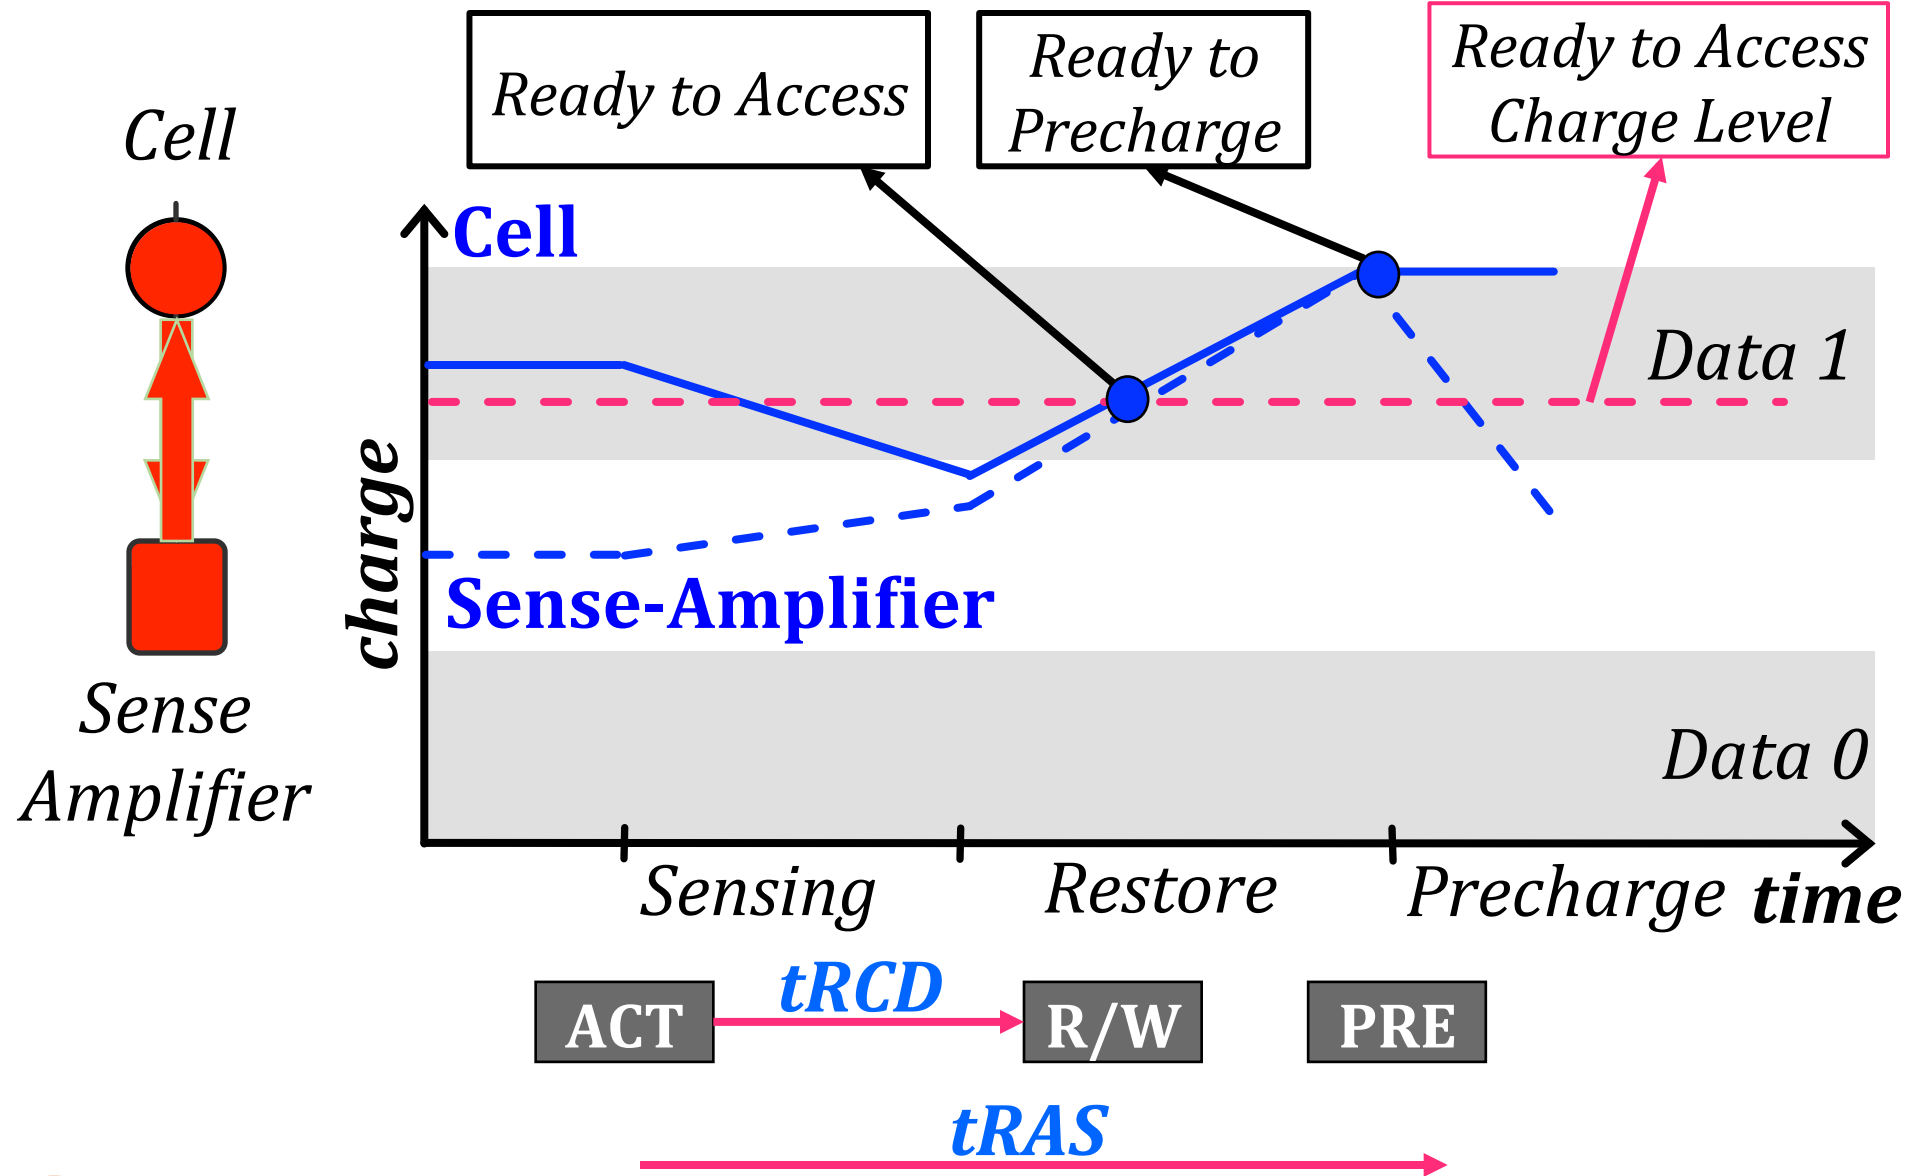 Ready to Access
Ready to
Precharge
Ready to Access
Charge Level
Cell
Cell
Data 1
charge
Sense-Amplifier
Sense
Amplifier
Data 0
Sensing
Restore
Precharge
time
tRCD
ACT
R/W
PRE
tRAS